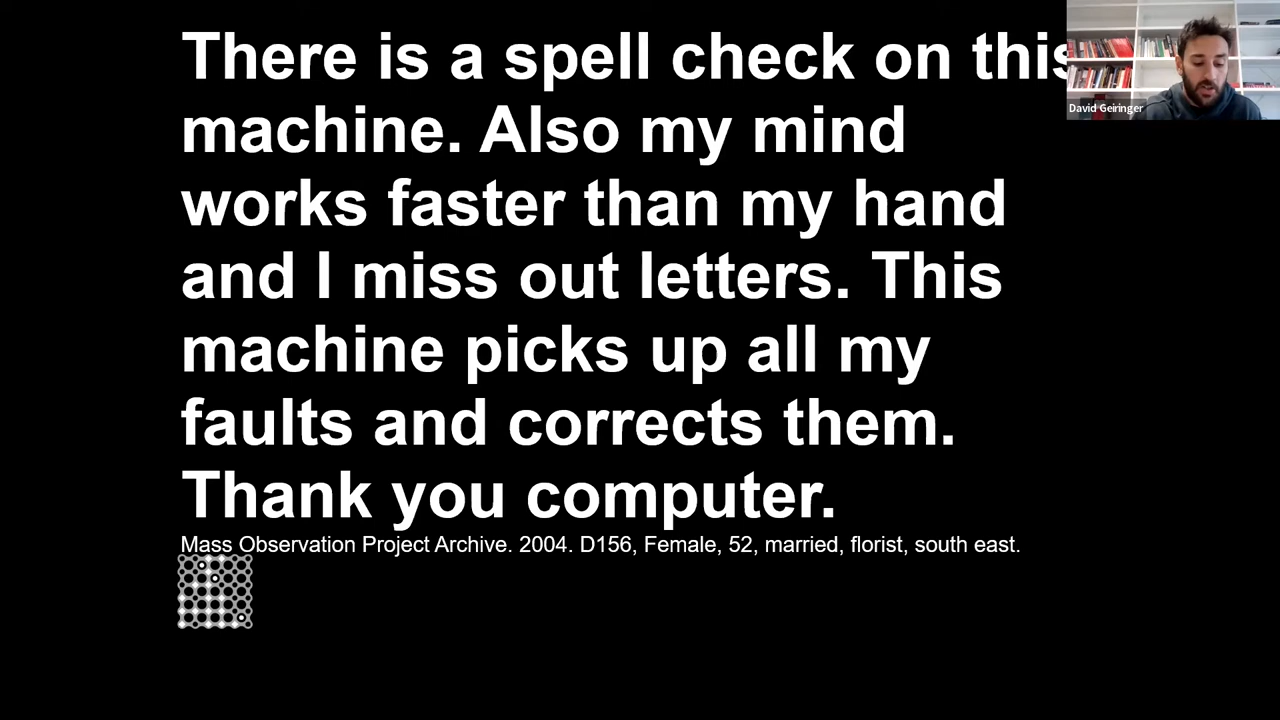 There is a spell check on this
machine. Also my mind
works faster than my hand
and I miss out letters. This
machine picks up all my
faults and corrects them.
Thank you computer.
Mass Observation Project Archive. 2004. D156, Female, 52, married, florist, south east.
David Geiringer